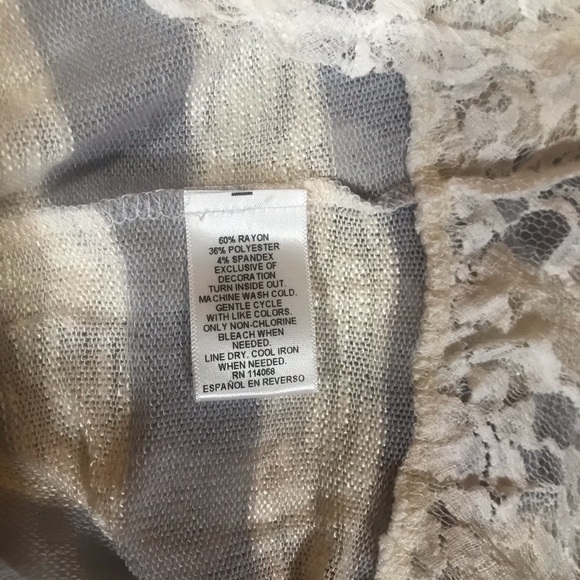 60% RAYON
36% POLYESTER
4% SPANDEX
EXCLUSIVE OF
DECORATION
TURN INSIDE OUT.
MACHINE WASH COLD.
GENTLE CYCLE
WITH LIKE COLORS.
ONLY NON-CHLORINE
BLEACH WHEN
NEEDED.
LINE DRY. COOL IRON
WHEN NEEDED.
RN 114068
ESPAÑOL EN REVERSO